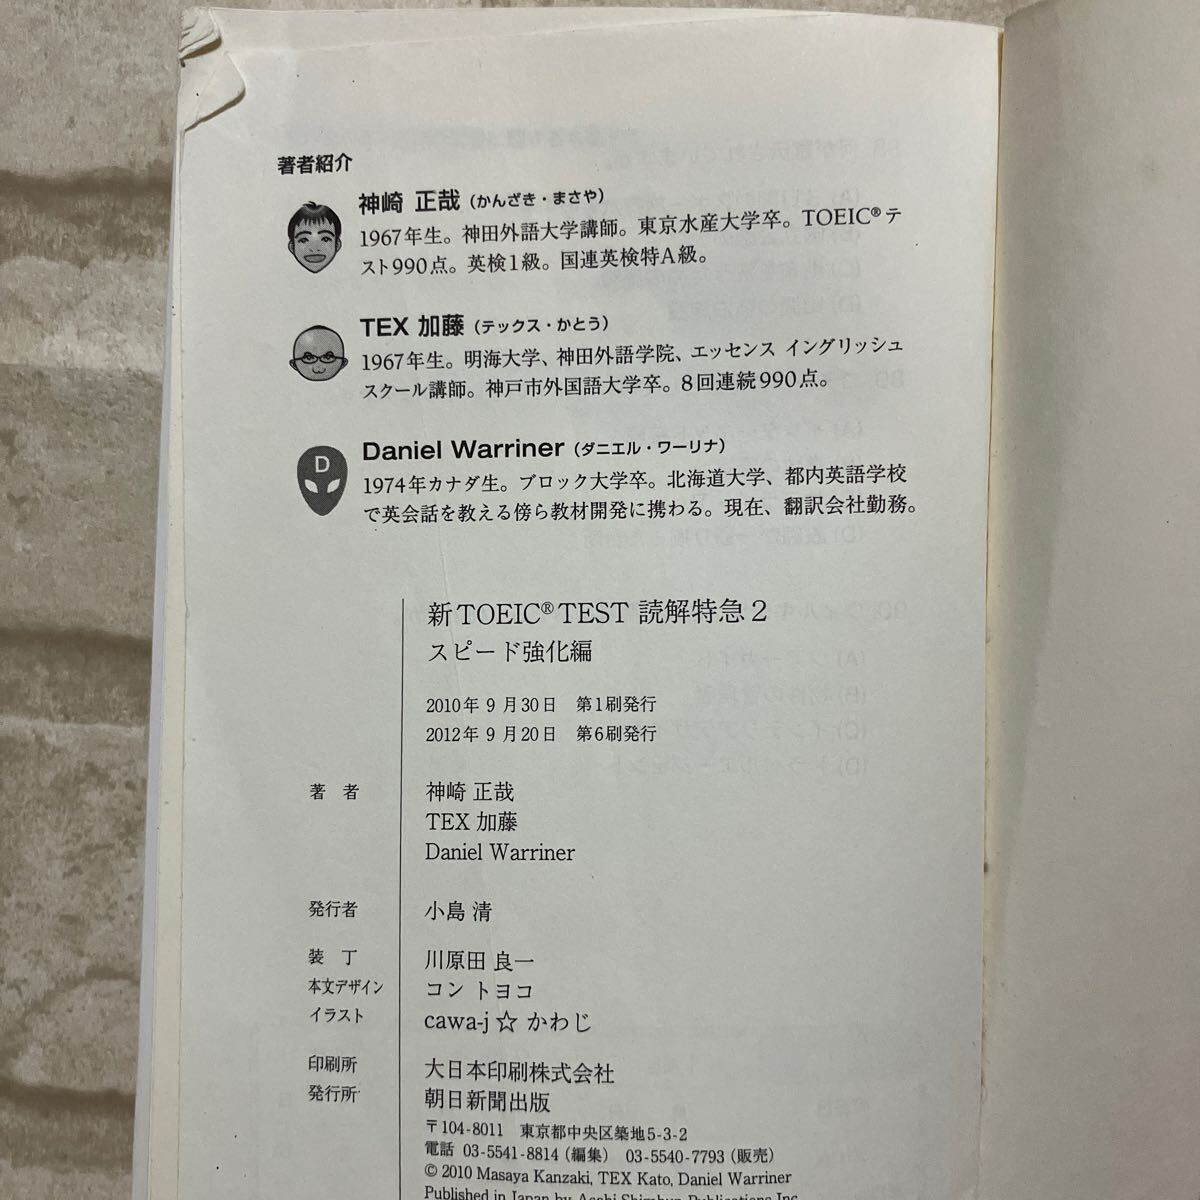 著者紹介
神崎 正哉（かんざき・まさや）
1967年生。神田外語大学講師。東京水産大学卒。TOEIC®テ
スト990点。英検1級。国連英検特A級。
TEX 加藤（テックス・かとう）
1967年生。明海大学、神田外語学院、エッセンス イングリッシュ
スクール講師。神戸市外国語大学卒。8回連続990点。
D
Daniel Warriner（ダニエル・ワーリナ）
1974年カナダ生。ブロック大学卒。北海道大学、都内英語学校
で英会話を教える傍ら教材開発に携わる。現在、翻訳会社勤務。
新TOEIC® TEST 読解特急2
スピード強化編
2010年9月30日 第1刷発行
2012年9月20日 第6刷発行
著 者 神崎 正哉
TEX 加藤
Daniel Warriner
発行者 小島 清
装 丁 川原田 良一
本文デザイン コン トヨコ
イラスト cawa-j☆かわじ
印刷所 大日本印刷株式会社
発行所 朝日新聞出版
〒104-8011 東京都中央区築地5-3-2
電話 03-5541-8814（編集） 03-5540-7793（販売）
© 2010 Masaya Kanzaki, TEX Kato, Daniel Warriner
Published in Japan by Asahi Shimbun Publications Inc.